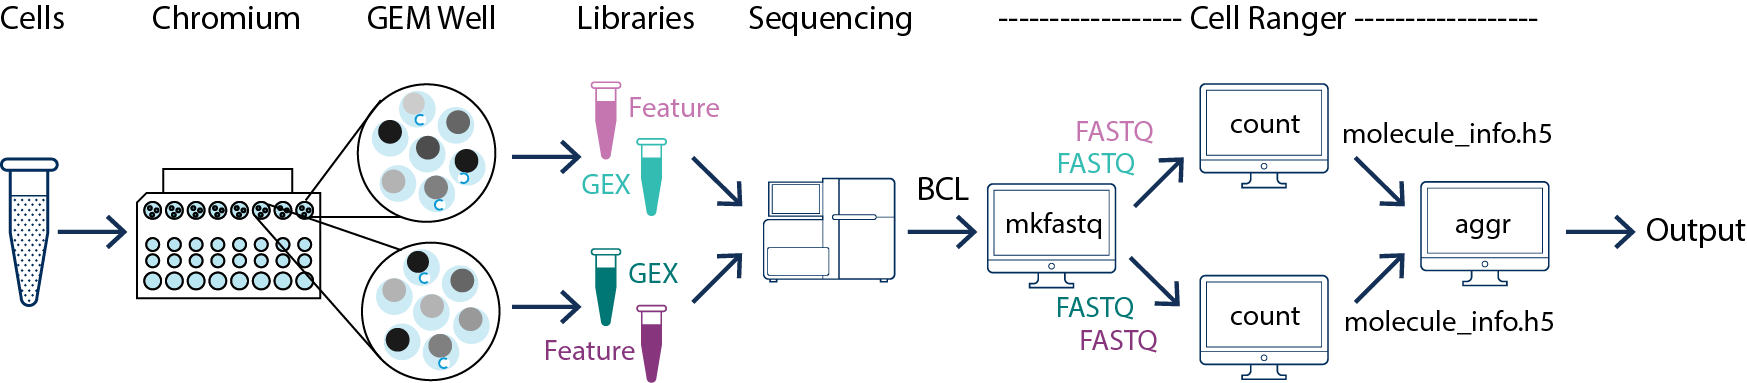 Cells
Chromium
GEM Well
Libraries
Sequencing
------------------ Cell Ranger ------------------
Feature
GEX
GEX
Feature
BCL
mkfastq
FASTQ
FASTQ
FASTQ
FASTQ
count
count
molecule_info.h5
molecule_info.h5
aggr
Output